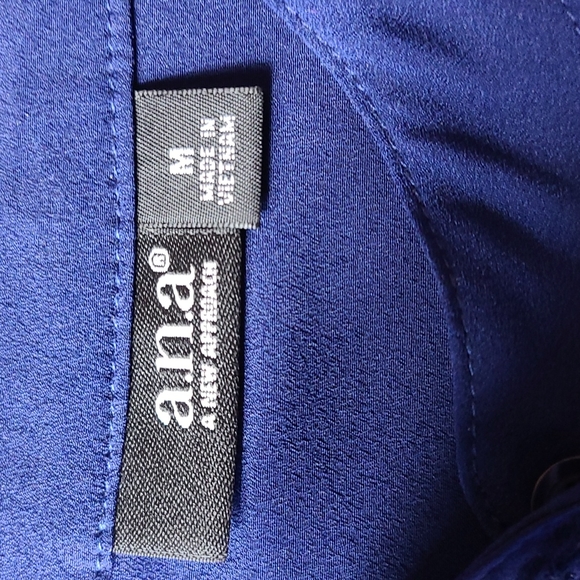 a.n.a®
A NEW APPROACH
M
MADE IN
VIETNAM